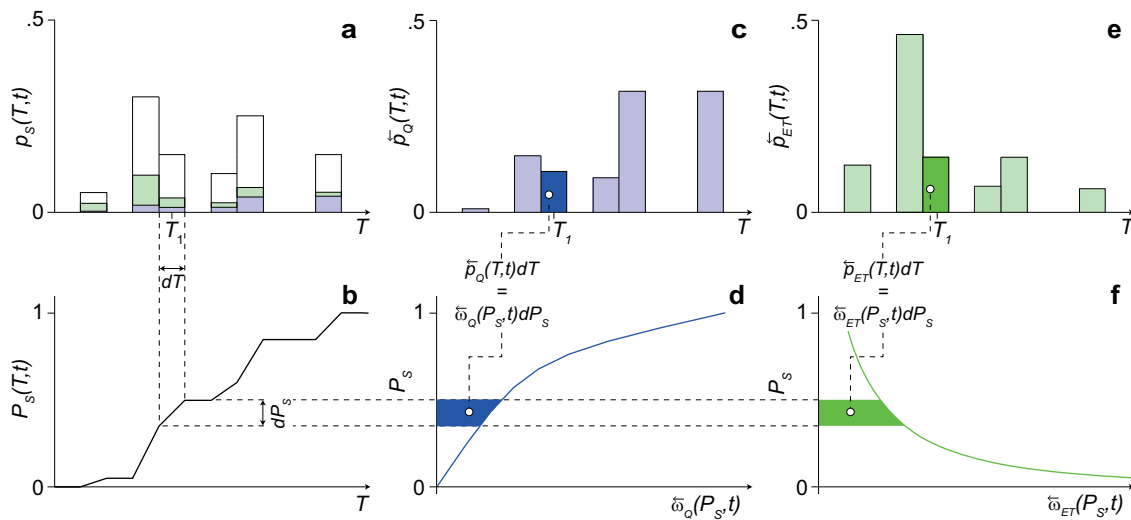 .5
a
p_S(T,t)
0
T_1
T
dT
.5
c
p⃖_Q(T,t)
0
T_1
T
p⃖_Q(T,t)dT
=
ω⃖_Q(P_S,t)dP_S
.5
e
p⃖_ET(T,t)
0
T_1
T
p⃖_ET(T,t)dT
=
ω⃖_ET(P_S,t)dP_S
1
b
P_S(T,t)
dP_S
0
T
1
d
P_S
0
ω⃖_Q(P_S,t)
1
f
P_S
0
ω⃖_ET(P_S,t)